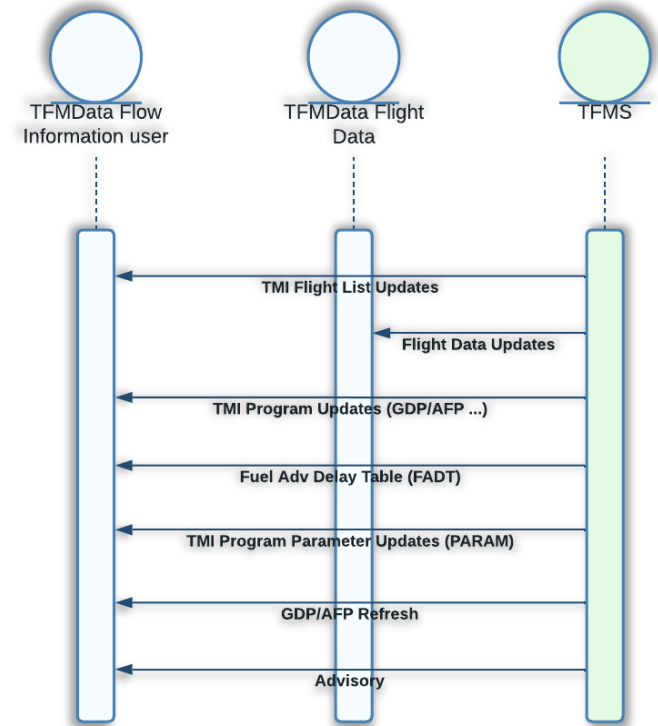 TFMData Flow
Information user
TFMData Flight
Data
TFMS
TMI Flight List Updates
Flight Data Updates
TMI Program Updates (GDP/AFP ...)
Fuel Adv Delay Table (FADT)
TMI Program Parameter Updates (PARAM)
GDP/AFP Refresh
Advisory